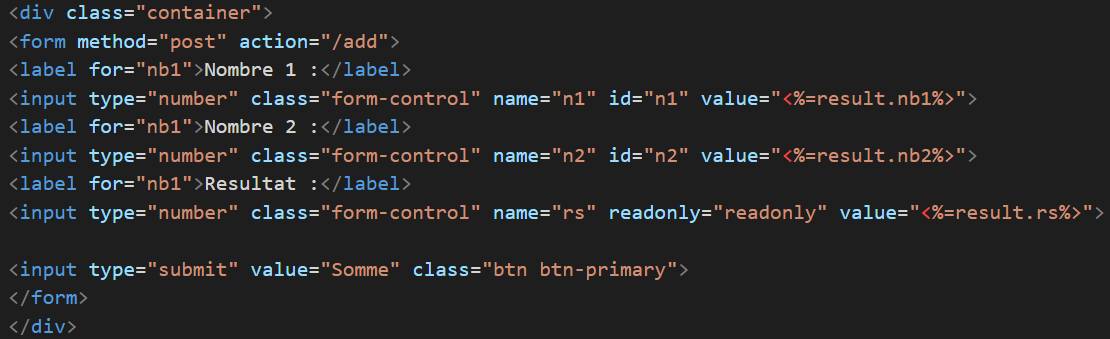 <div class="container">
<form method="post" action="/add">
<label for="nb1">Nombre 1 :</label>
<input type="number" class="form-control" name="n1" id="n1" value="<%=result.nb1%>">
<label for="nb1">Nombre 2 :</label>
<input type="number" class="form-control" name="n2" id="n2" value="<%=result.nb2%>">
<label for="nb1">Resultat :</label>
<input type="number" class="form-control" name="rs" readonly="readonly" value="<%=result.rs%>">
<input type="submit" value="Somme" class="btn btn-primary">
</form>
</div>